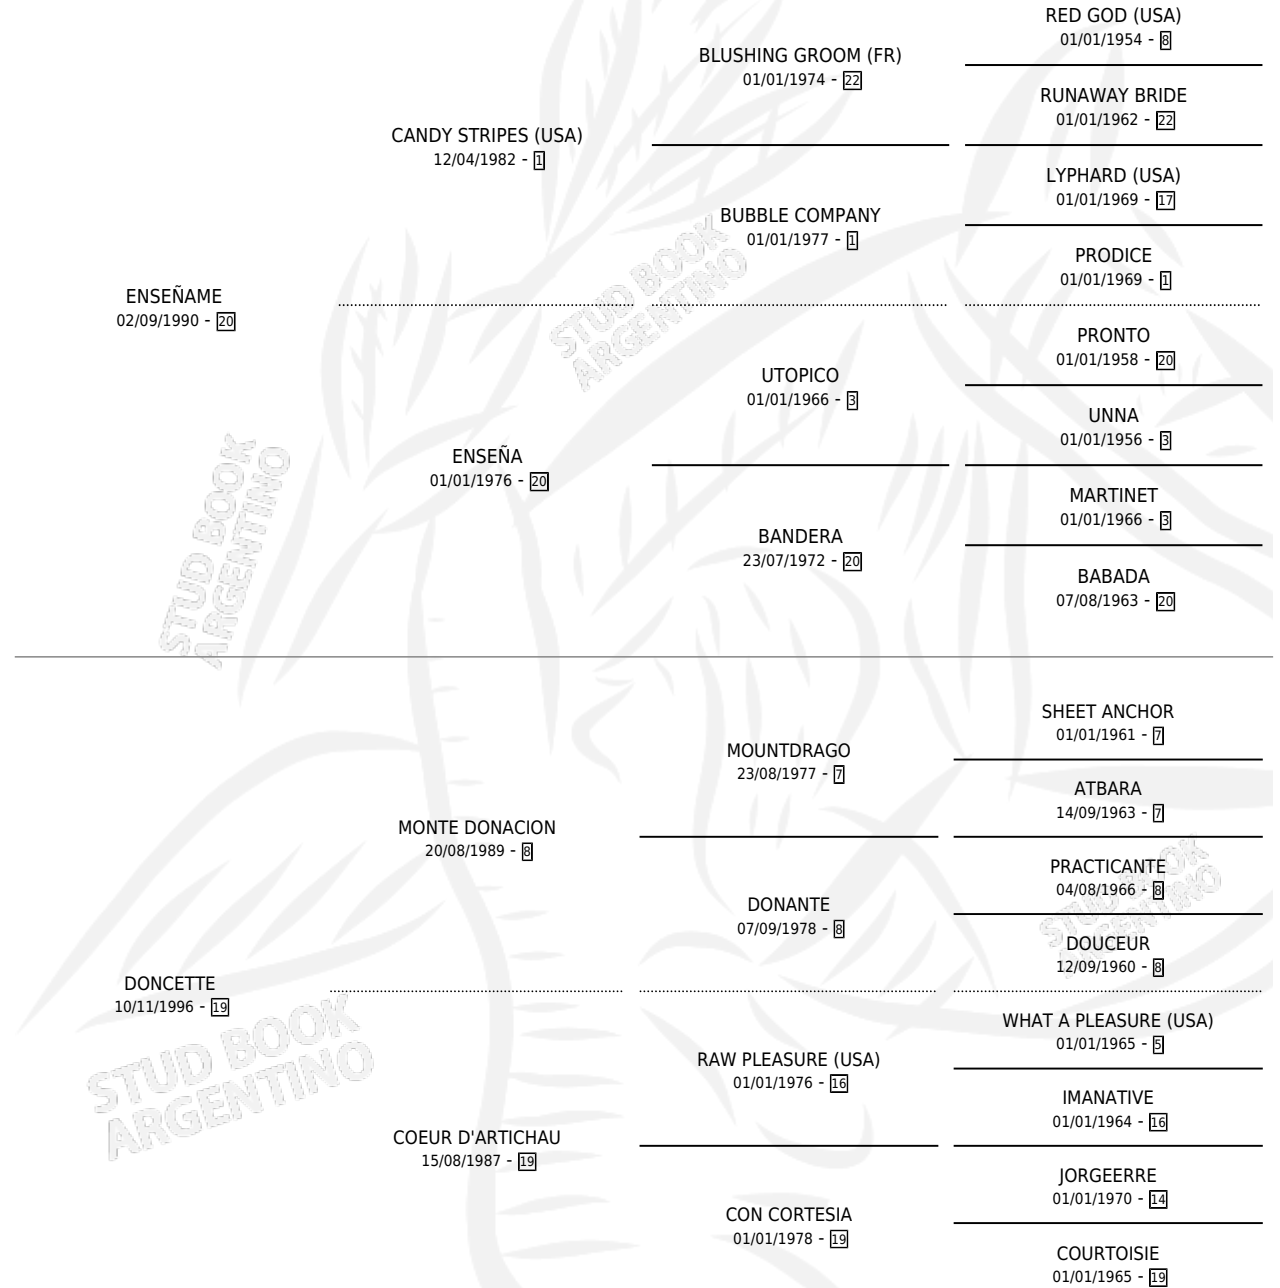 RED GOD (USA)
01/01/1954 - 8
BLUSHING GROOM (FR)
01/01/1974 - 22
RUNAWAY BRIDE
01/01/1962 - 22
CANDY STRIPES (USA)
12/04/1982 - 1
LYPHARD (USA)
01/01/1969 - 17
BUBBLE COMPANY
01/01/1977 - 1
PRODICE
01/01/1969 - 1
ENSEÑAME
02/09/1990 - 20
PRONTO
01/01/1958 - 20
UTOPICO
01/01/1966 - 3
UNNA
01/01/1956 - 3
ENSEÑA
01/01/1976 - 20
MARTINET
01/01/1966 - 3
BANDERA
23/07/1972 - 20
BABADA
07/08/1963 - 20
STUD BOOK
ARGENTINO
STUD BOOK
ARGENTINO
SHEET ANCHOR
01/01/1961 - 7
MOUNTDRAGO
23/08/1977 - 7
ATBARA
14/09/1963 - 7
MONTE DONACION
20/08/1989 - 8
PRACTICANTE
04/08/1966 - 8
DONANTE
07/09/1978 - 8
DOUCEUR
12/09/1960 - 8
DONCETTE
10/11/1996 - 19
WHAT A PLEASURE (USA)
01/01/1965 - 5
RAW PLEASURE (USA)
01/01/1976 - 16
IMANATIVE
01/01/1964 - 16
COEUR D'ARTICHAU
15/08/1987 - 19
JORGEERRE
01/01/1970 - 14
CON CORTESIA
01/01/1978 - 19
COURTOISIE
01/01/1965 - 19
STUD BOOK
ARGENTINO
STUD BOOK
ARGENTINO